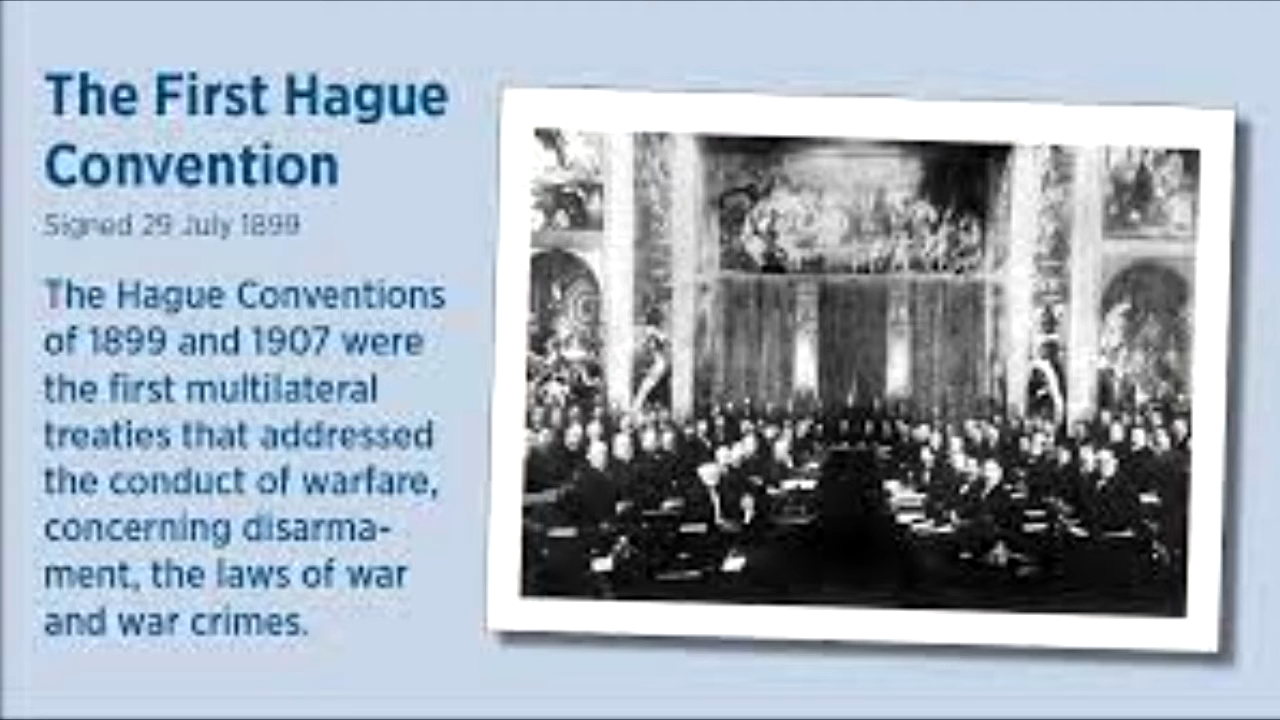 The First Hague
Convention
Signed 29 July 1899
The Hague Conventions
of 1899 and 1907 were
the first multilateral
treaties that addressed
the conduct of warfare,
concerning disarma-
ment, the laws of war
and war crimes.